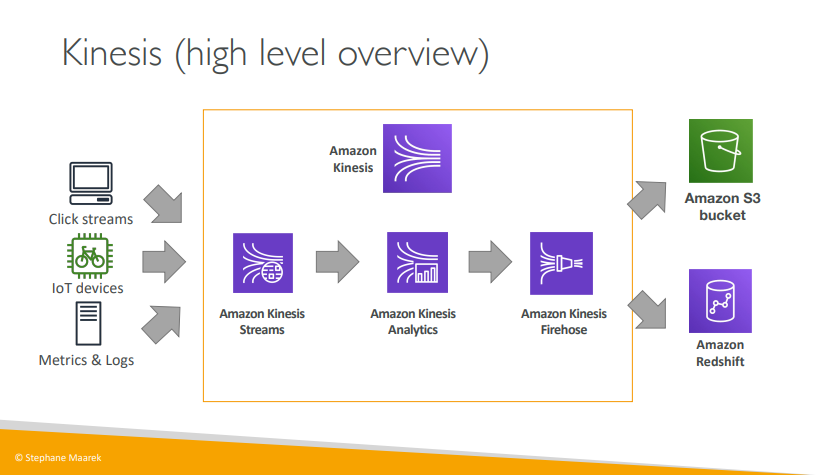 Kinesis (high level overview)
Amazon
Kinesis
Click streams
IoT devices
Metrics & Logs
Amazon Kinesis
Streams
Amazon Kinesis
Analytics
Amazon Kinesis
Firehose
Amazon S3
bucket
Amazon
Redshift
© Stephane Maarek